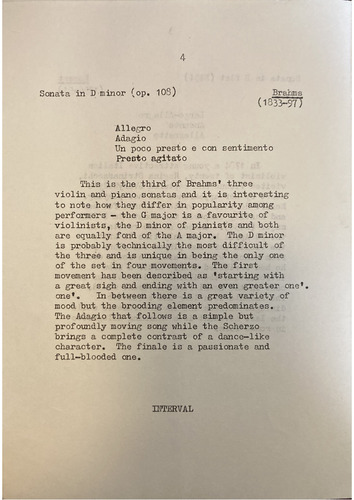 4
Sonata in D minor (op. 108) Brahms
(1833-97)
Allegro
Adagio
Un poco presto e con sentimento
Presto agitato
This is the third of Brahms' three
violin and piano sonatas and it is interesting
to note how they differ in popularity among
performers - the G major is a favourite of
violinists, the D minor of pianists and both
are equally fond of the A major. The D minor
is probably technically the most difficult of
the three and is unique in being the only one
of the set in four movements. The first
movement has been described as 'starting with
a great sigh and ending with an even greater one'.
one'. In between there is a great variety of
mood but the brooding element predominates.
The Adagio that follows is a simple but
profoundly moving song while the Scherzo
brings a complete contrast of a dance-like
character. The finale is a passionate and
full-blooded one.
INTERVAL